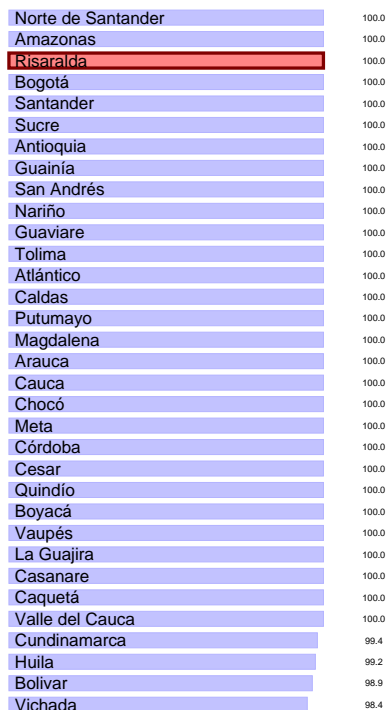 Norte de Santander 100.0
Amazonas 100.0
Risaralda 100.0
Bogotá 100.0
Santander 100.0
Sucre 100.0
Antioquia 100.0
Guainía 100.0
San Andrés 100.0
Nariño 100.0
Guaviare 100.0
Tolima 100.0
Atlántico 100.0
Caldas 100.0
Putumayo 100.0
Magdalena 100.0
Arauca 100.0
Cauca 100.0
Chocó 100.0
Meta 100.0
Córdoba 100.0
Cesar 100.0
Quindío 100.0
Boyacá 100.0
Vaupés 100.0
La Guajira 100.0
Casanare 100.0
Caquetá 100.0
Valle del Cauca 100.0
Cundinamarca 99.4
Huila 99.2
Bolivar 98.9
Vichada 98.4